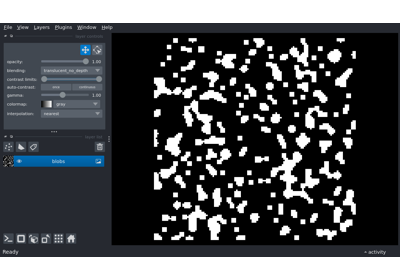 File View Layers Plugins Window Help
opacity: 1.00
blending: translucent_no_depth
contrast limits:
auto-contrast: once continuous
gamma: 1.00
colormap: gray
interpolation: nearest
blobs
Ready
activity